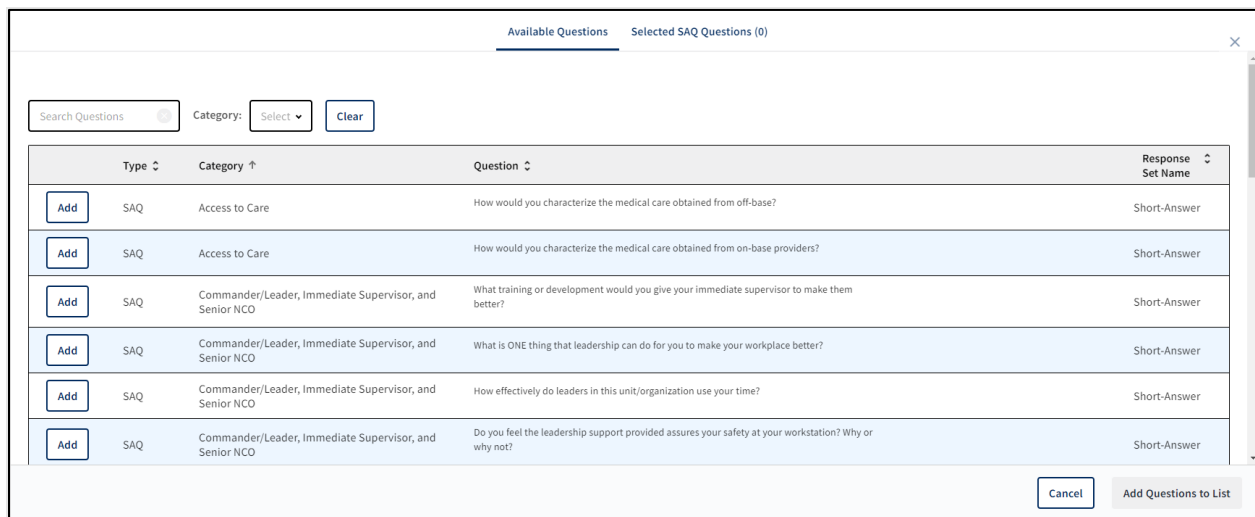 Available Questions Selected SAQ Questions (0)
Search Questions Category: Select Clear
Type Category Question Response
Set Name
Add SAQ Access to Care How would you characterize the medical care obtained from off-base? Short-Answer
Add SAQ Access to Care How would you characterize the medical care obtained from on-base providers? Short-Answer
Add SAQ Commander/Leader, Immediate Supervisor, and What training or development would you give your immediate supervisor to make them Short-Answer
Senior NCO better?
Add SAQ Commander/Leader, Immediate Supervisor, and What is ONE thing that leadership can do for you to make your workplace better? Short-Answer
Senior NCO
Add SAQ Commander/Leader, Immediate Supervisor, and How effectively do leaders in this unit/organization use your time? Short-Answer
Senior NCO
Add SAQ Commander/Leader, Immediate Supervisor, and Do you feel the leadership support provided assures your safety at your workstation? Why or Short-Answer
Senior NCO why not?
Cancel Add Questions to List